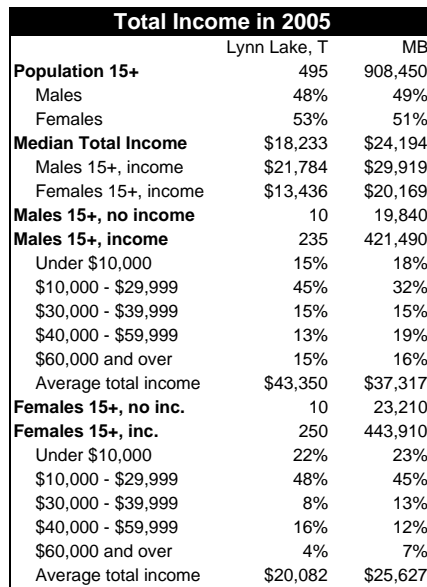 Total Income in 2005
Lynn Lake, T MB
Population 15+ 495 908,450
Males 48% 49%
Females 53% 51%
Median Total Income $18,233 $24,194
Males 15+, income $21,784 $29,919
Females 15+, income $13,436 $20,169
Males 15+, no income 10 19,840
Males 15+, income 235 421,490
Under $10,000 15% 18%
$10,000 - $29,999 45% 32%
$30,000 - $39,999 15% 15%
$40,000 - $59,999 13% 19%
$60,000 and over 15% 16%
Average total income $43,350 $37,317
Females 15+, no inc. 10 23,210
Females 15+, inc. 250 443,910
Under $10,000 22% 23%
$10,000 - $29,999 48% 45%
$30,000 - $39,999 8% 13%
$40,000 - $59,999 16% 12%
$60,000 and over 4% 7%
Average total income $20,082 $25,627